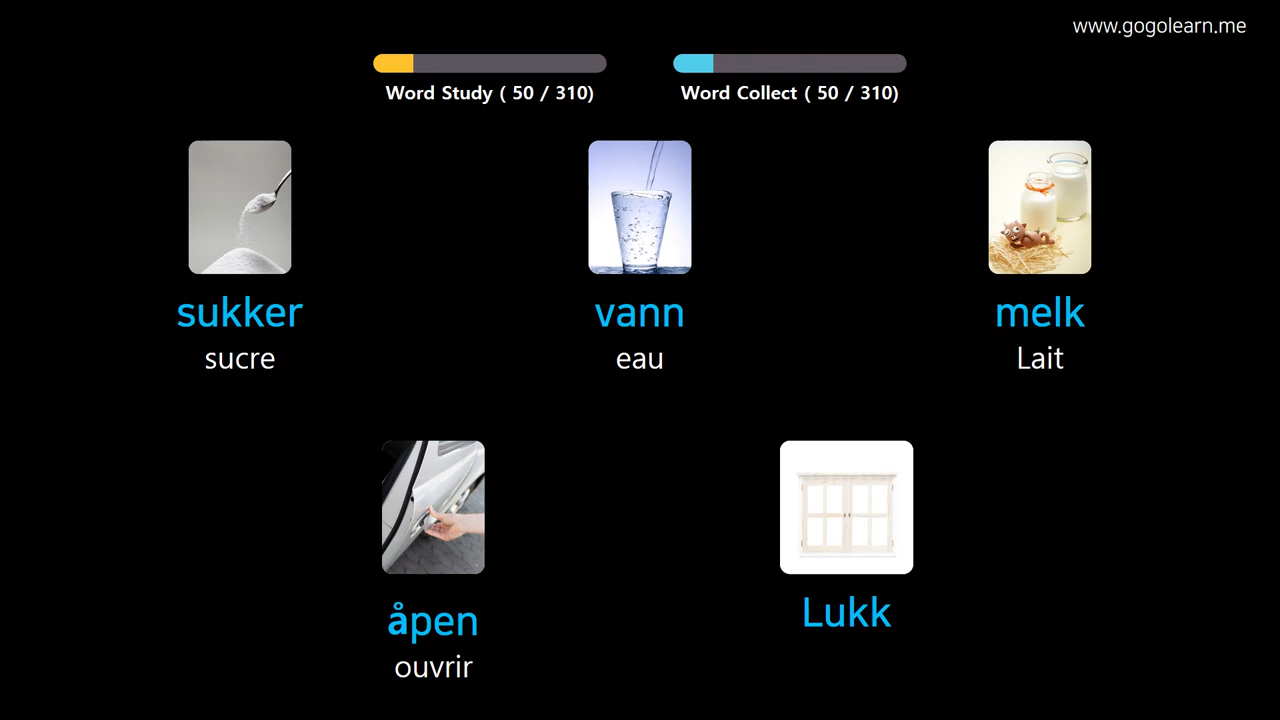 www.gogolearn.me
Word Study ( 50 / 310)
Word Collect ( 50 / 310)
sukker
sucre
vann
eau
melk
Lait
åpen
ouvrir
Lukk